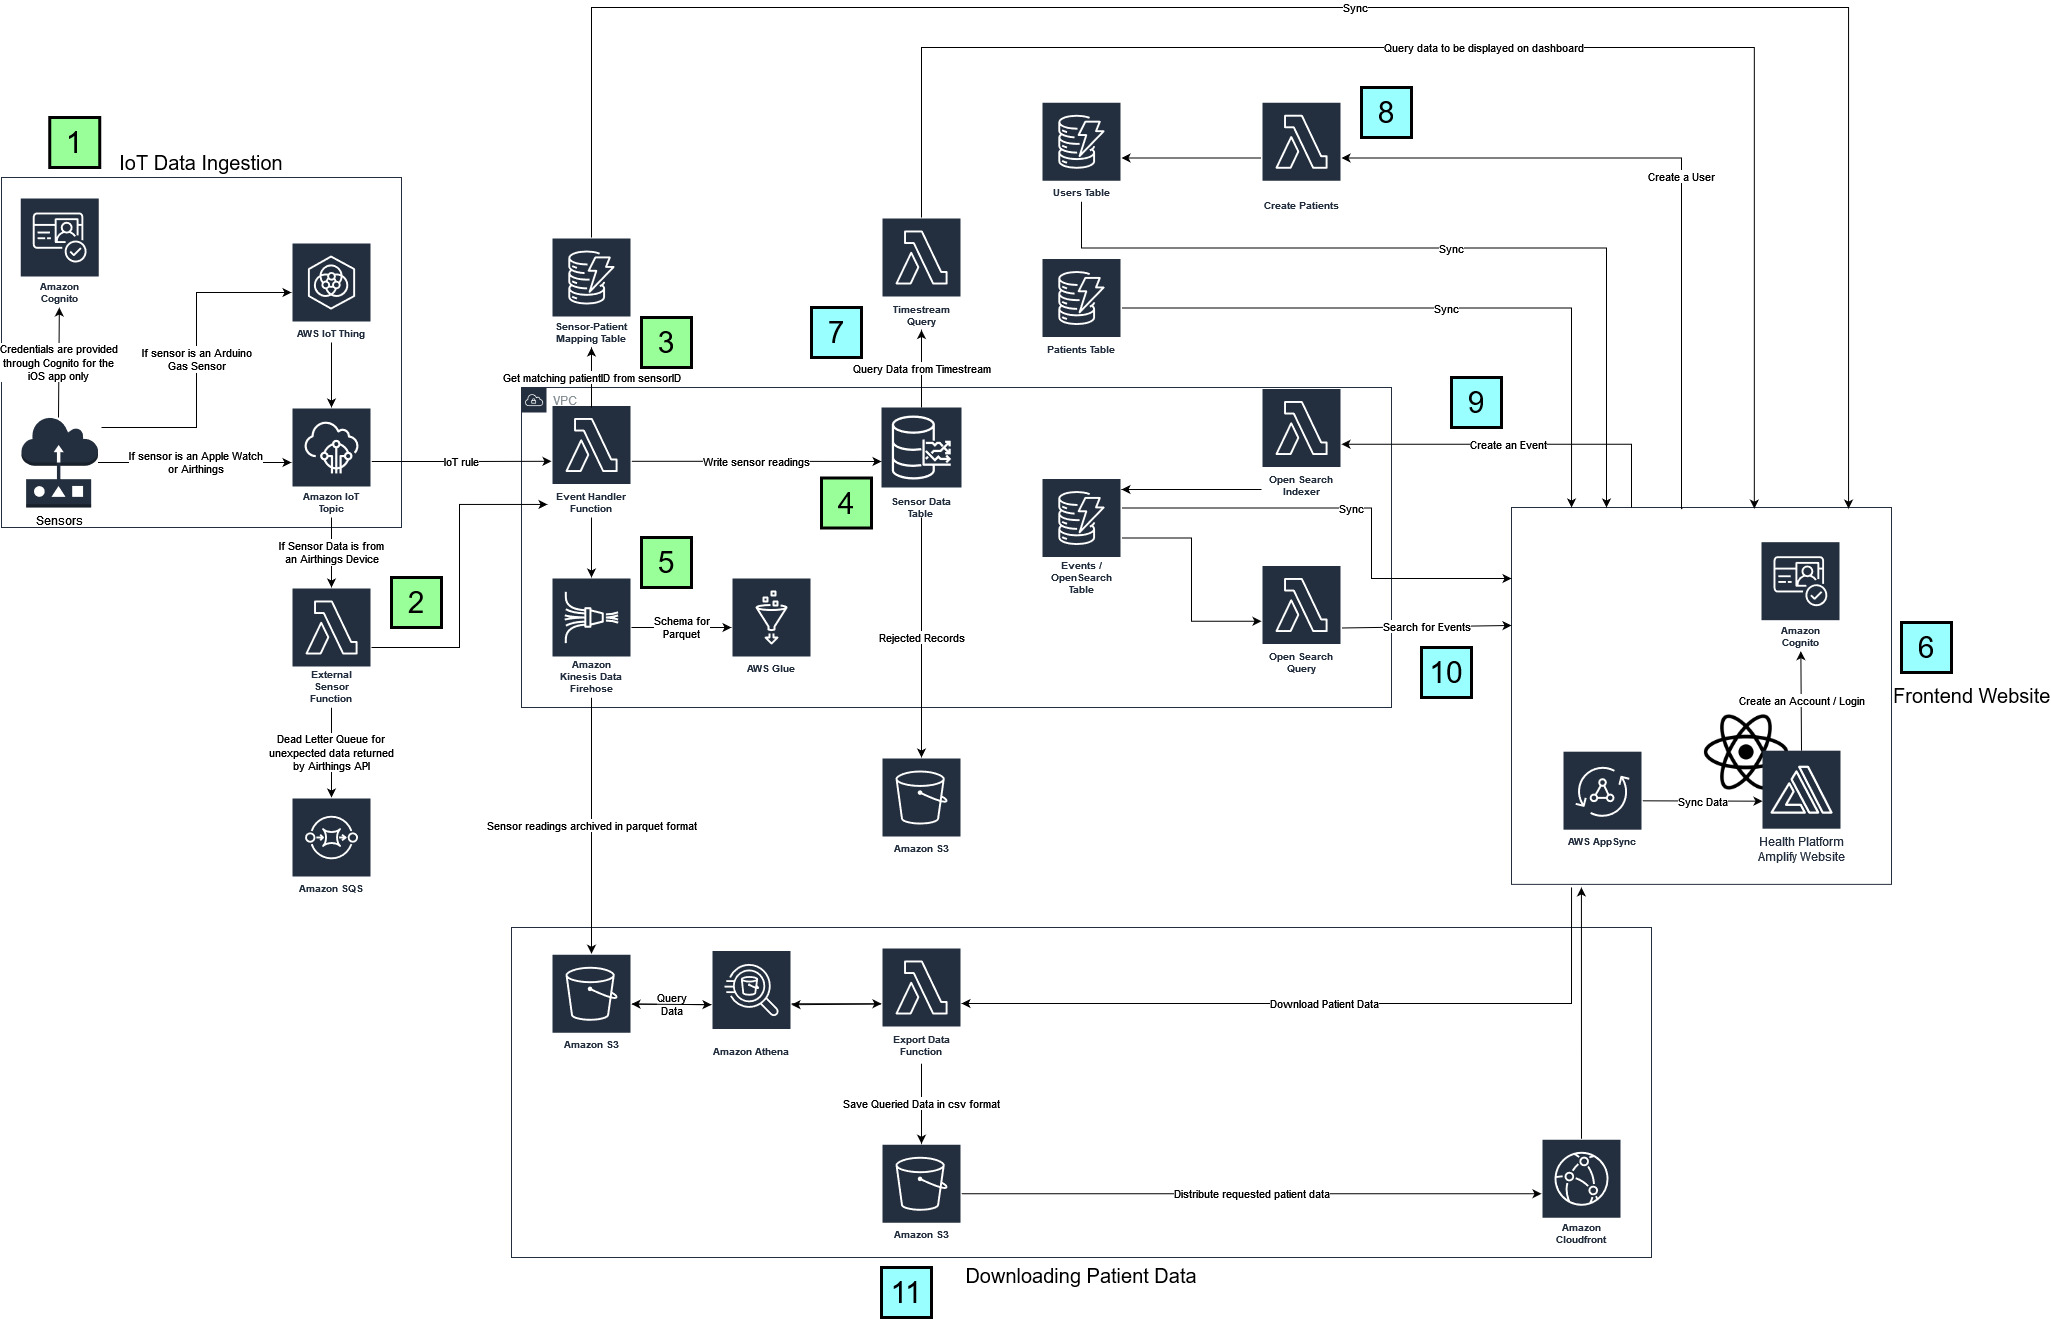 Sync
Query data to be displayed on dashboard
1
IoT Data Ingestion
8
Users Table
Create Patients
Create a User
Amazon
Cognito
AWS IoT Thing
Sensor-Patient
Mapping Table
3
7
Timestream
Query
Sync
Sync
Patients Table
Credentials are provided
through Cognito for the
iOS app only
If sensor is an Arduino
Gas Sensor
Get matching patientID from sensorID
Query Data from Timestream
VPC
9
Create an Event
If sensor is an Apple Watch
or Airthings
IoT rule
Write sensor readings
Sensors
Amazon IoT
Topic
Event Handler
Function
4
Sensor Data
Table
Open Search
Indexer
Sync
If Sensor Data is from
an Airthings Device
2
5
Events /
OpenSearch
Table
Schema for
Parquet
Rejected Records
Search for Events
10
Open Search
Query
Amazon
Cognito
6
Frontend Website
External
Sensor
Function
Amazon
Kinesis Data
Firehose
AWS Glue
Create an Account / Login
Dead Letter Queue for
unexpected data returned
by Airthings API
Sync Data
Sensor readings archived in parquet format
Amazon S3
AWS AppSync
Health Platform
Amplify Website
Amazon SQS
Query
Data
Download Patient Data
Amazon S3
Amazon Athena
Export Data
Function
Save Queried Data in csv format
Distribute requested patient data
Amazon S3
Amazon
Cloudfront
11
Downloading Patient Data